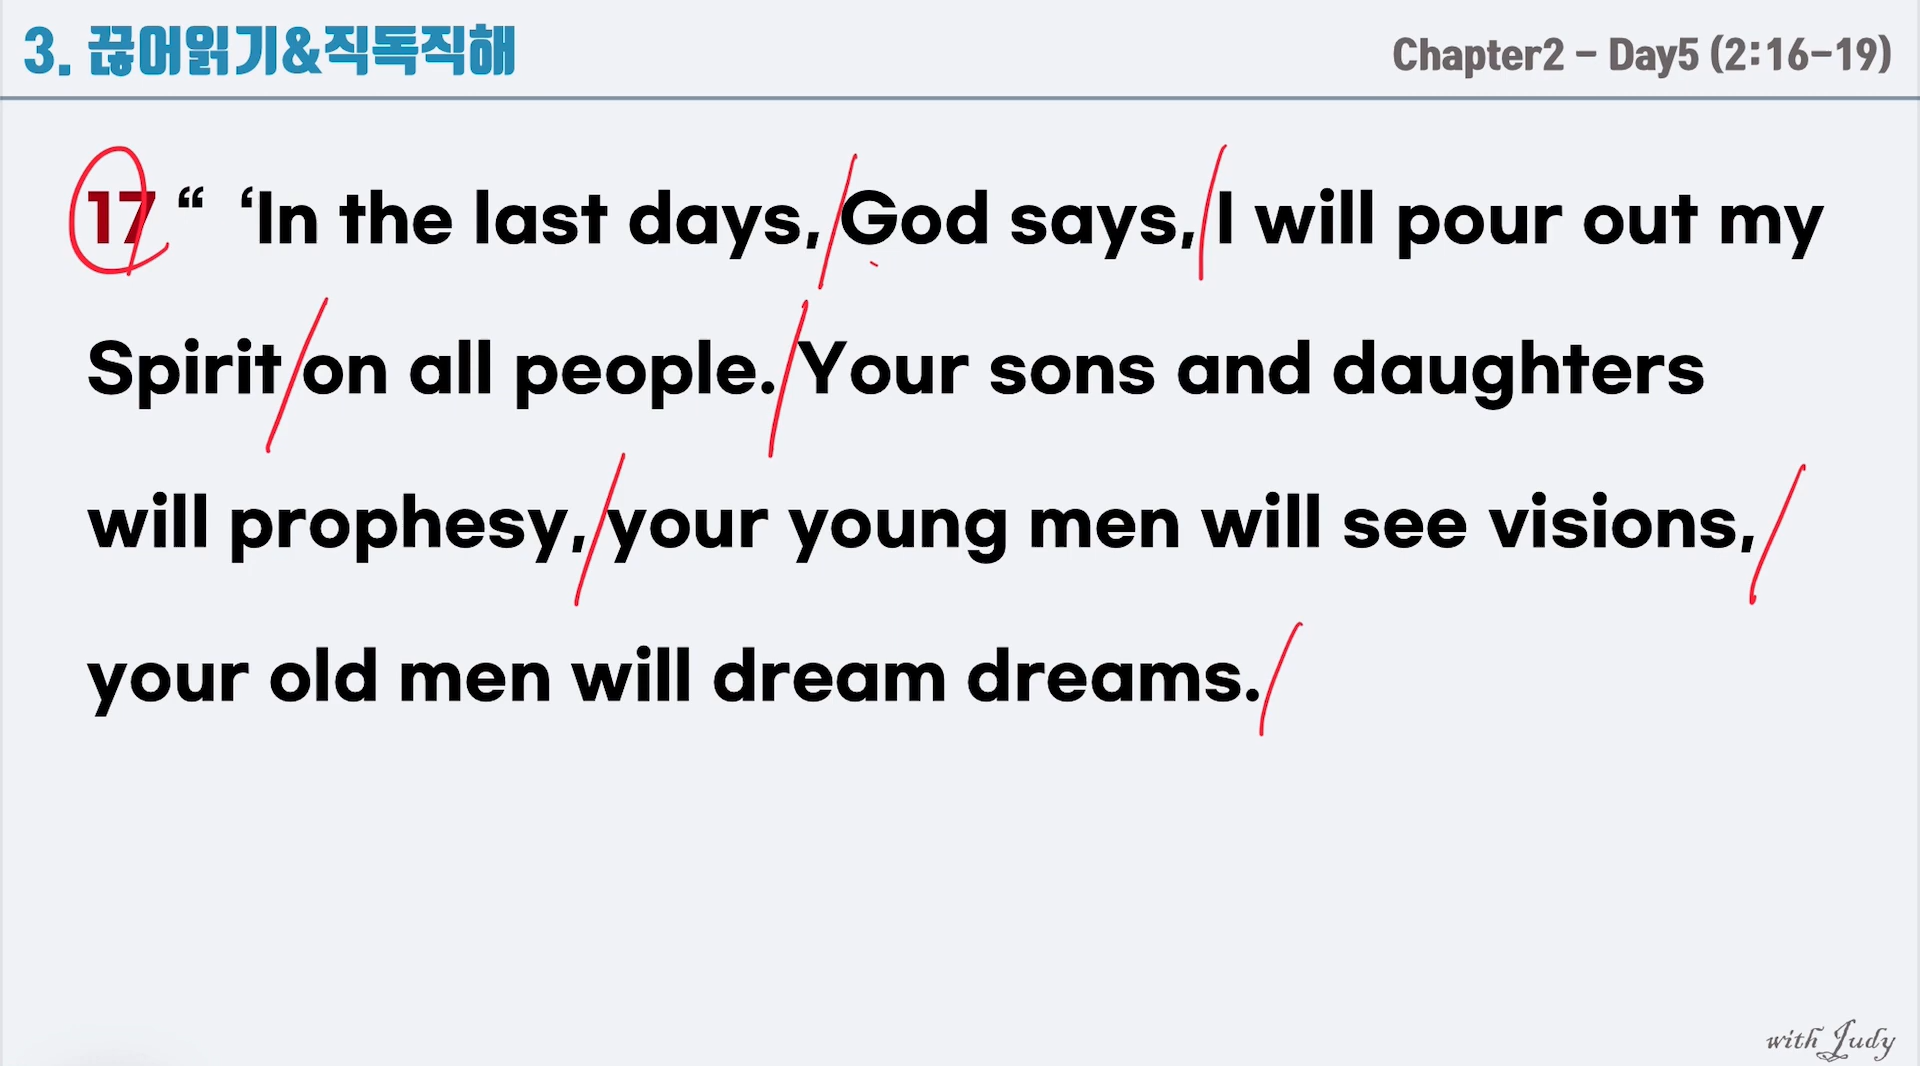 3. 끊어읽기&직독직해
Chapter2 - Day5 (2:16-19)
17 “ ‘In the last days, God says, I will pour out my
Spirit on all people. Your sons and daughters
will prophesy, your young men will see visions,
your old men will dream dreams.
with Judy